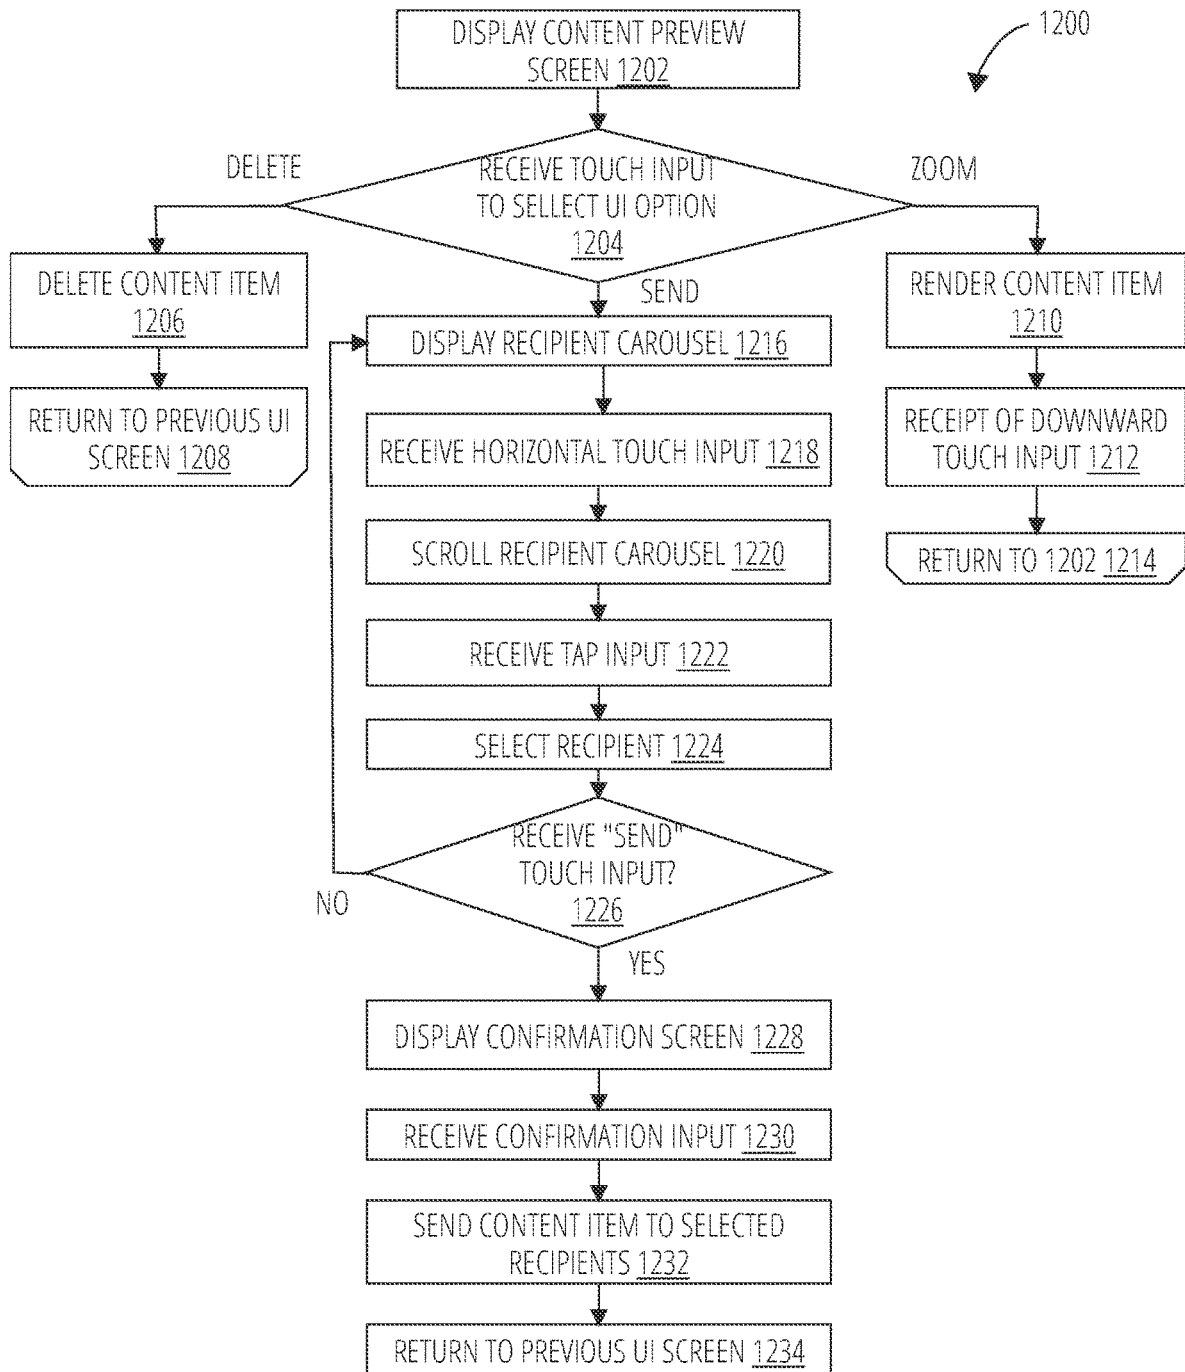 DISPLAY CONTENT PREVIEW
SCREEN 1202
1200
DELETE
RECEIVE TOUCH INPUT
TO SELLECT UI OPTION
1204
ZOOM
SEND
DELETE CONTENT ITEM
1206
RENDER CONTENT ITEM
1210
DISPLAY RECIPIENT CAROUSEL 1216
RETURN TO PREVIOUS UI
SCREEN 1208
RECEIVE HORIZONTAL TOUCH INPUT 1218
RECEIPT OF DOWNWARD
TOUCH INPUT 1212
SCROLL RECIPIENT CAROUSEL 1220
RETURN TO 1202 1214
RECEIVE TAP INPUT 1222
SELECT RECIPIENT 1224
RECEIVE "SEND"
TOUCH INPUT?
1226
NO
YES
DISPLAY CONFIRMATION SCREEN 1228
RECEIVE CONFIRMATION INPUT 1230
SEND CONTENT ITEM TO SELECTED
RECIPIENTS 1232
RETURN TO PREVIOUS UI SCREEN 1234